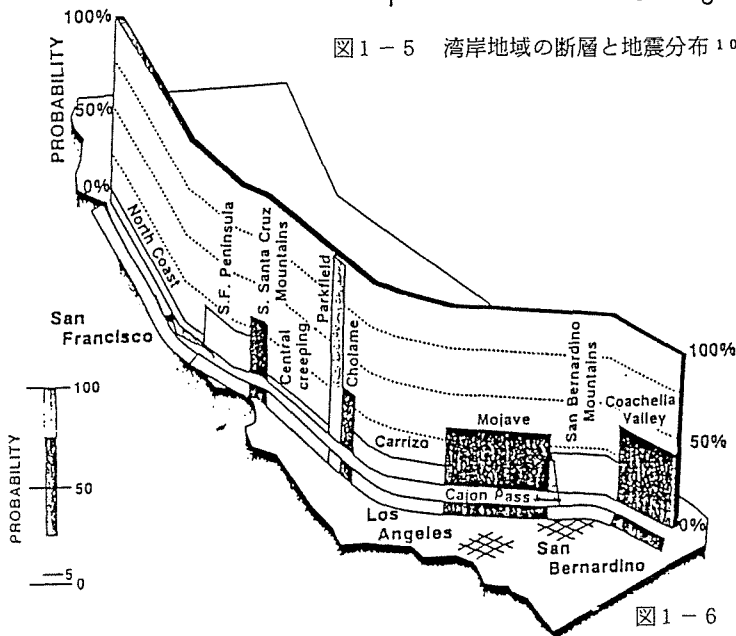 図1－5 湾岸地域の断層と地震分布 10
100%
50%
0%
PROBABILITY
North Coast
S.F. Peninsula
S. Santa Cruz
Mountains
Central
creeping
Parkfield
Cholame
Carrizo
Mojave
San Bernardino
Mountains
Coachella
Valley
100%
50%
0%
San
Francisco
Cajon Pass
Los
Angeles
San
Bernardino
PROBABILITY
100
50
5
0
図1－6